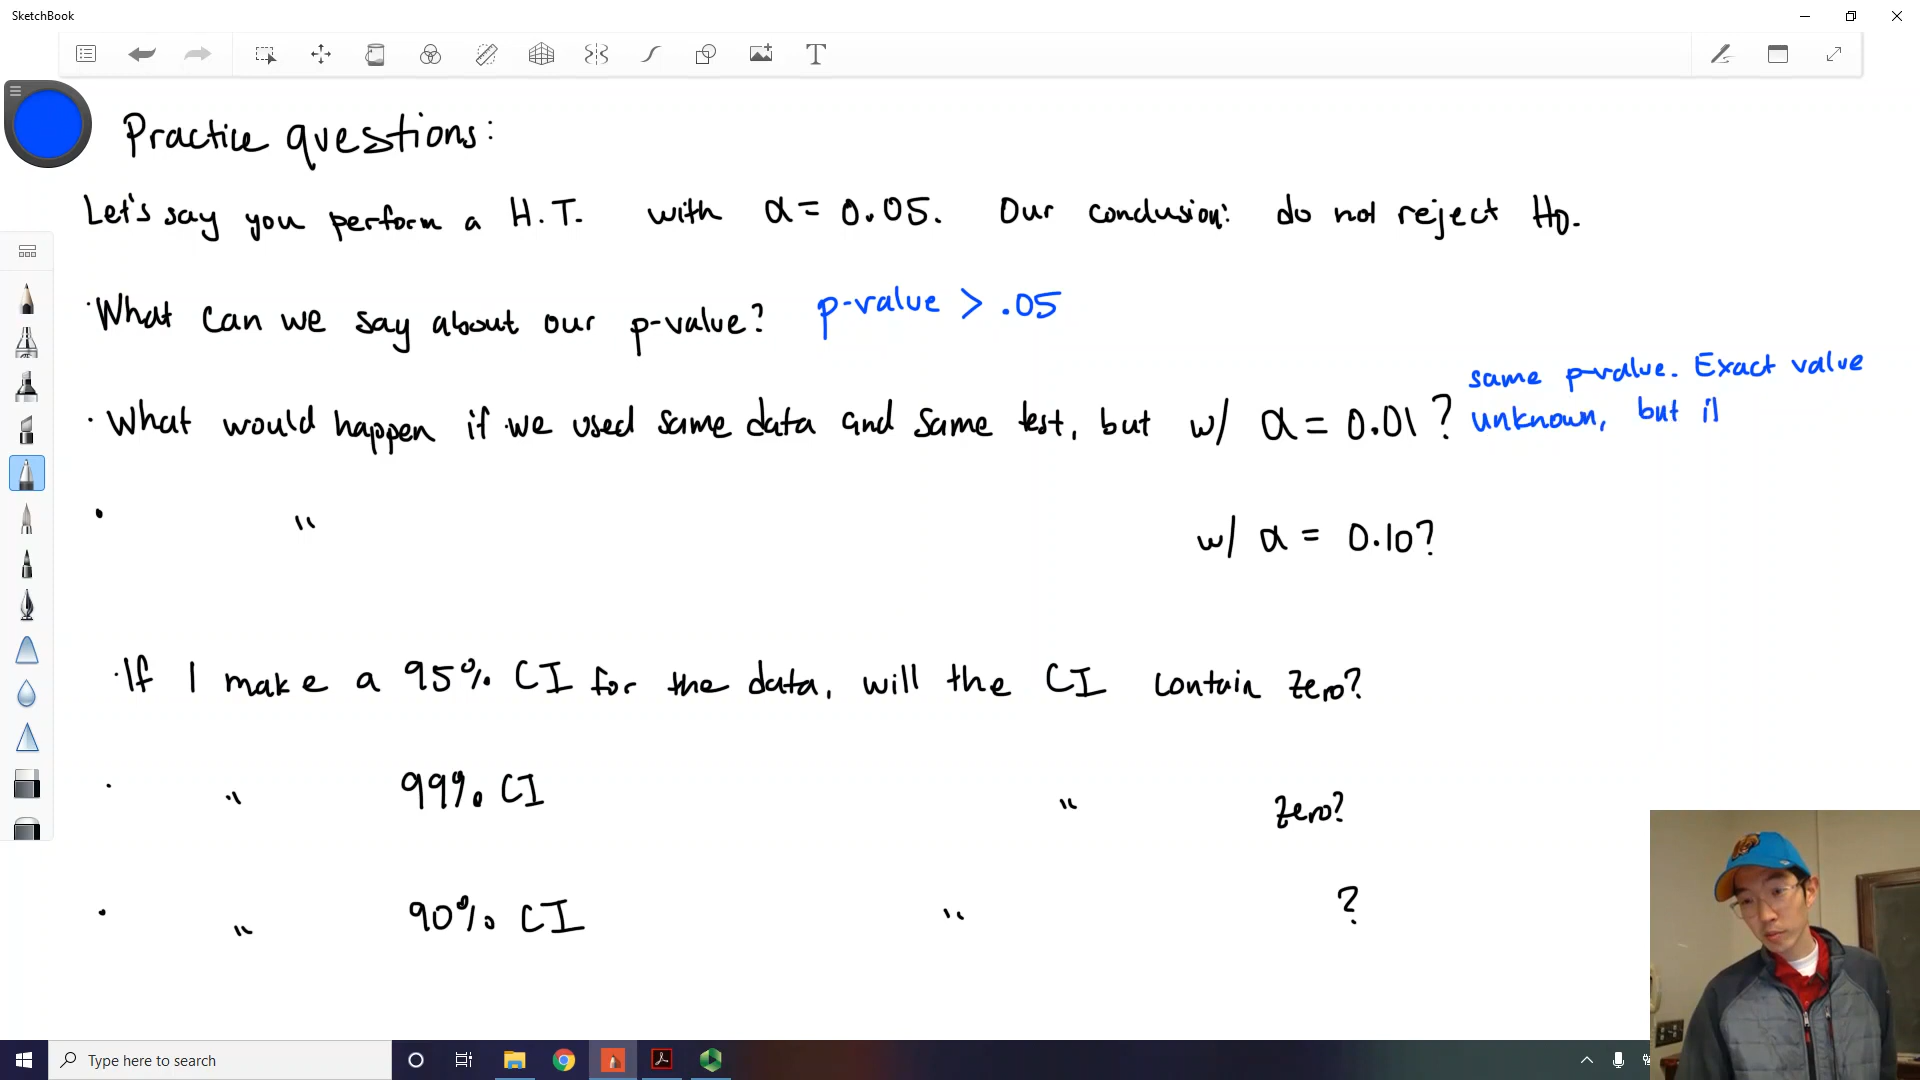 SketchBook
Practice questions:
Let's say you perform a H.T. with α = 0.05. Our conclusion: do not reject H0.
· What can we say about our p-value? p-value > .05
same p-value. Exact value
· What would happen if we used same data and same test, but w/ α = 0.01? unknown, but
· " w/ α = 0.10?
· If I make a 95% CI for the data, will the CI contain zero?
· " 99% CI " zero?
· " 90% CI " ?
Type here to search